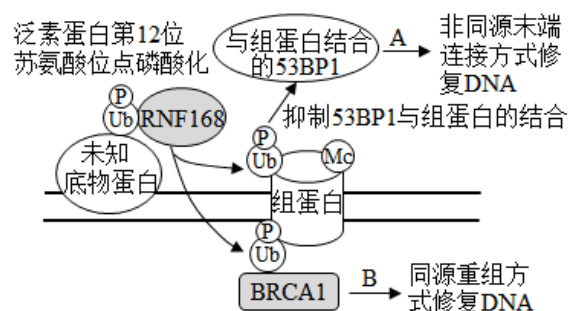 泛素蛋白第12位
苏氨酸位点磷酸化
与组蛋白结合
的53BP1
A
非同源末端
连接方式修
复DNA
P
Ub
RNF168
抑制53BP1与组蛋白的结合
未知
底物蛋白
P
Ub
Mc
组蛋白
P
Ub
BRCA1
B
同源重组方
式修复DNA